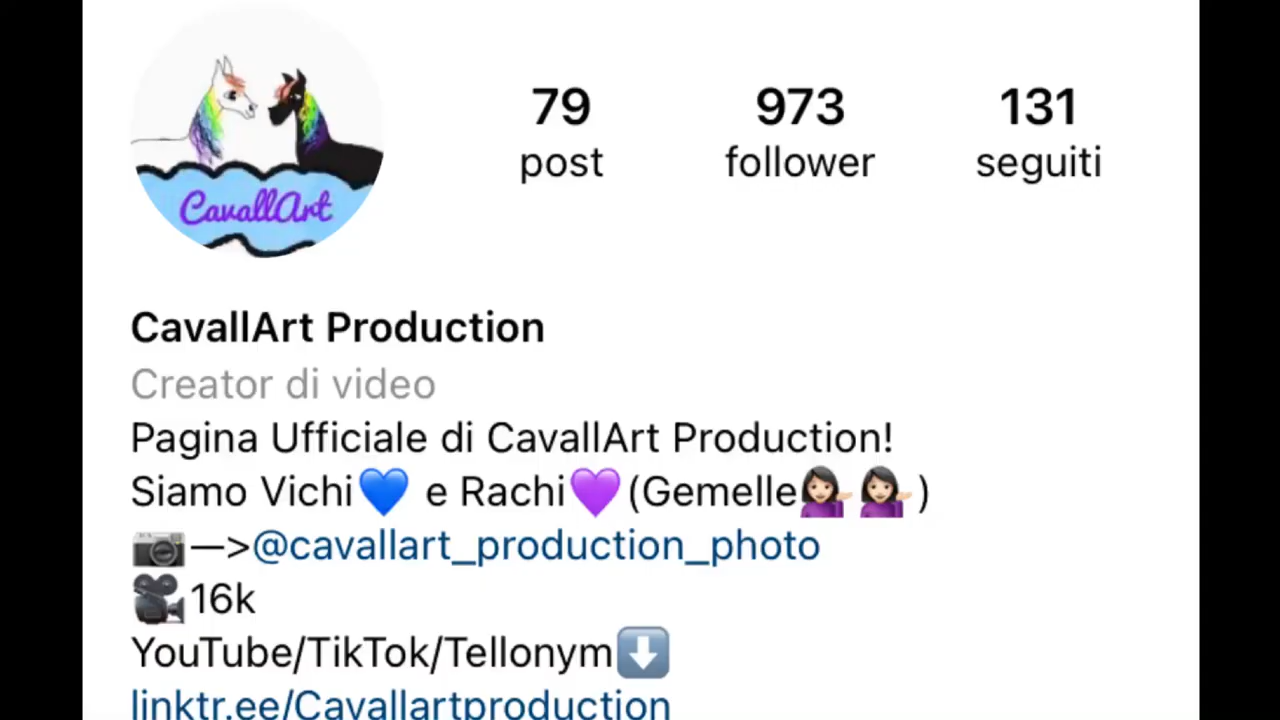 CavallArt
79 973 131
post follower seguiti
CavallArt Production
Creator di video
Pagina Ufficiale di CavallArt Production!
Siamo Vichi💙 e Rachi💜(Gemelle💁🏻‍♀️💁🏻‍♀️)
📷—>@cavallart_production_photo
🎥16k
YouTube/TikTok/Tellonym⬇️
linktr.ee/Cavallartproduction